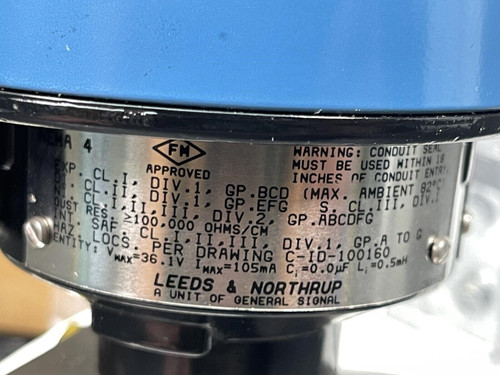 EMA 4
FM
APPROVED
WARNING: CONDUIT SEAL
MUST BE USED WITHIN 18
INCHES OF CONDUIT ENTRY.
XP. CL.I, DIV.1, GP.BCD (MAX. AMBIENT 82°C)
CL.II, DIV.1, GP.EFG & CL.III, DIV.1
CL.I,II,III, DIV.2, GP.ABCDFG
DUST RES. ≥100,000 OHMS/CM
INT. SAF. CL.I,II,III, DIV.1, GP.A TO G
HAZ. LOCS. PER DRAWING C-ID-100160
ENTITY: VMAX=36.1V IMAX=105mA Ci=0.0µF Li=0.5mH
LEEDS & NORTHRUP
A UNIT OF GENERAL SIGNAL